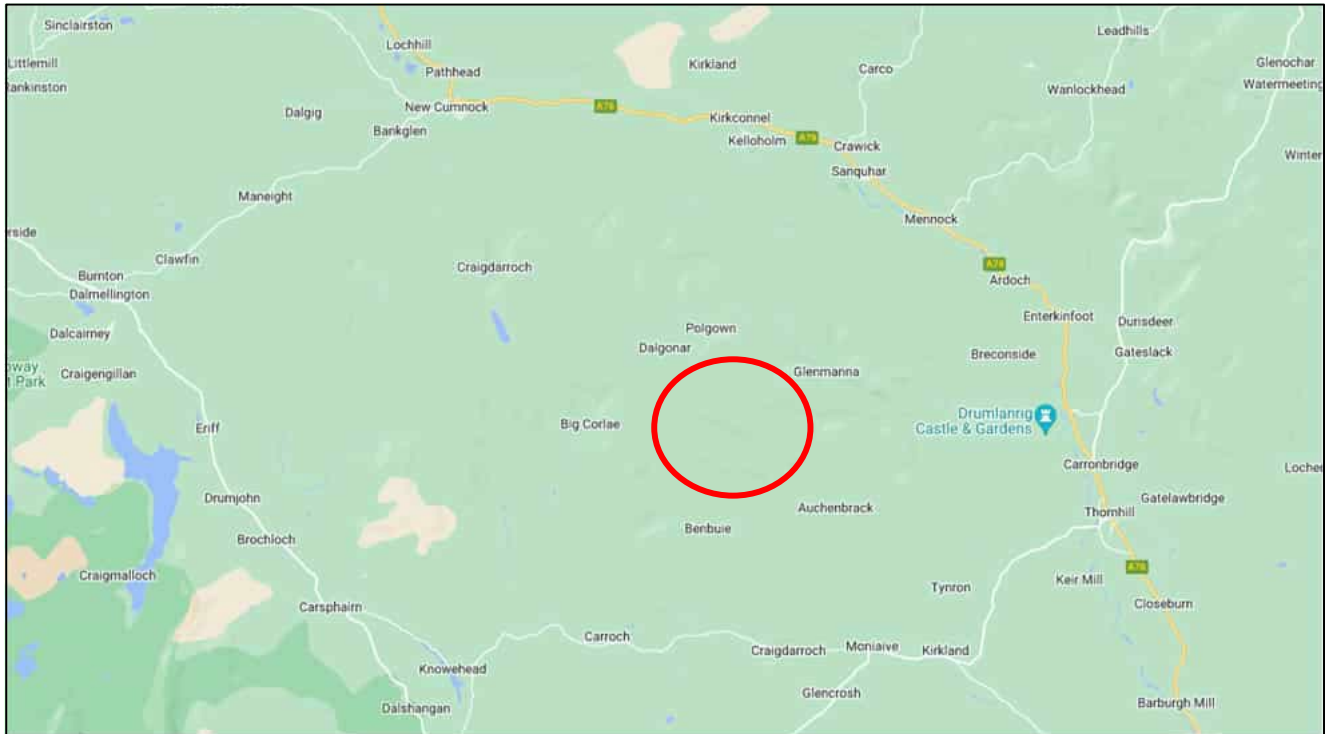 Sinclairston
Leadhills
Lochhill
Littlemill
Kirkland
Glenochar
Pathhead
Carco
Rankinston
Watermeeting
Wanlockhead
New Cumnock
A76
Dalgig
Kirkconnel
Bankglen
Kelloholm
A76
Crawick
Winter
Sanquhar
Maneight
Mennock
erside
Clawfin
Craigdarroch
A76
Burnton
Ardoch
Dalmellington
Enterkinfoot
Durisdeer
Polgown
Dalcairney
Dalgonar
Breconside
Gateslack
oway
t Park
Craigengillan
Glenmanna
Drumlanrig
Castle & Gardens
Big Corlae
Eriff
Carronbridge
Locher
Drumjohn
Gatelawbridge
Auchenbrack
Thornhill
Benbuie
Brochloch
A76
Craigmalloch
Keir Mill
Tynron
Closeburn
Carsphairn
Carroch
Craigdarroch
Moniaive
Kirkland
Knowehead
Glencrosh
Dalshangan
Barburgh Mill